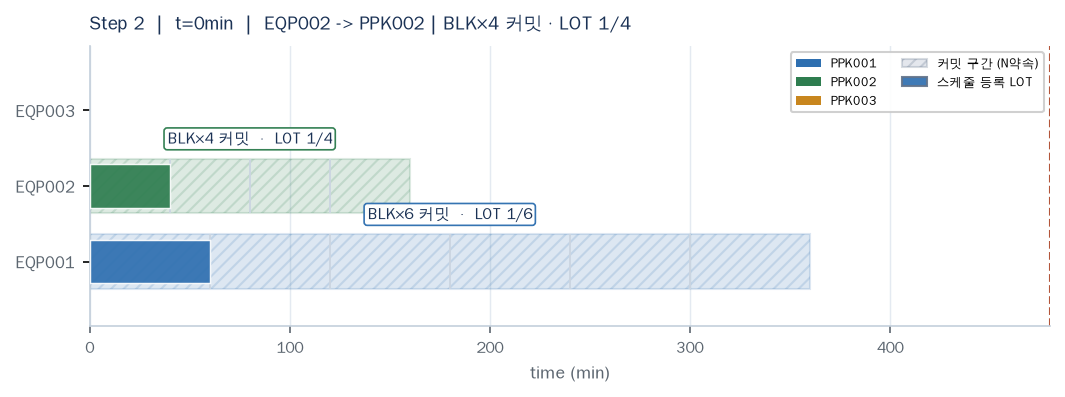 Step 2 | t=0min | EQP002 -> PPK002 | BLK×4 커밋 · LOT 1/4
PPK001
PPK002
PPK003
커밋 구간 (N약속)
스케줄 등록 LOT
EQP003
BLK×4 커밋 · LOT 1/4
EQP002
BLK×6 커밋 · LOT 1/6
EQP001
0 100 200 300 400
time (min)